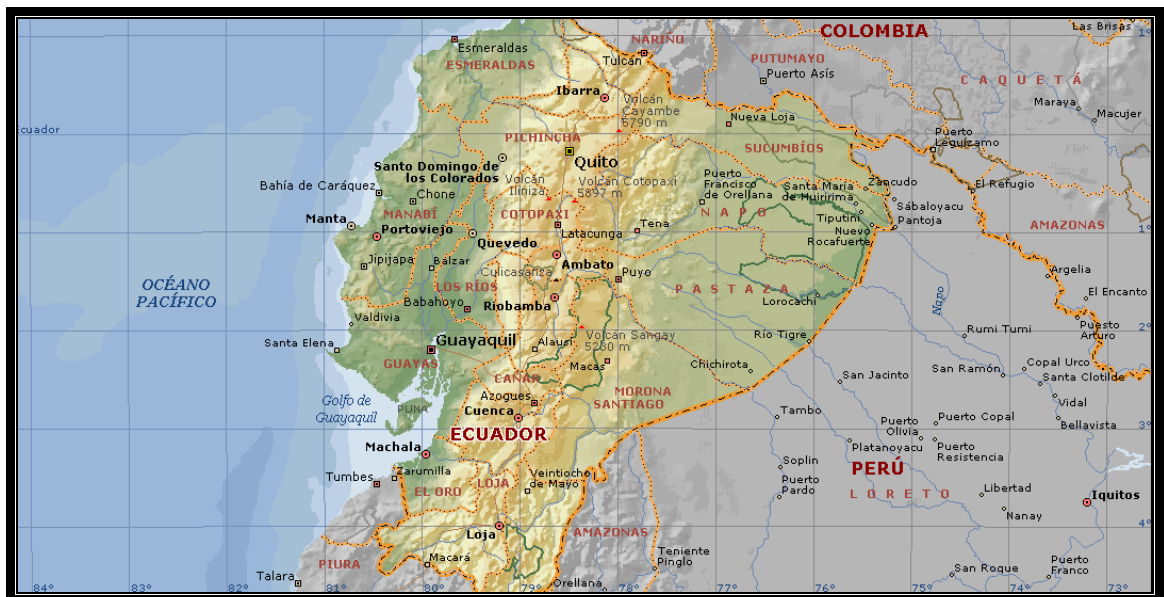 COLOMBIA
Las Brisas
1°
NARIÑO
Esmeraldas
ESMERALDAS
Tulcán
PUTUMAYO
Puerto Asís
CAQUETÁ
Ibarra
Volcán
Cayambe
5790 m
Maraya
Macujer
Nueva Loja
Ecuador
PICHINCHA
Puerto
Leguízamo
SUCUMBÍOS
Quito
Santo Domingo de
los Colorados
Volcán
Iliniza
Volcán Cotopaxi
5897 m
Puerto
Francisco
de Orellana
Santa María
de Huiririma
Zancudo
El Refugio
Bahía de Caráquez
Chone
Sábaloyacu
Pantoja
Manta
MANABÍ
Portoviejo
COTOPAXI
Latacunga
Tena
NAPO
Tiputini
Nuevo
Rocafuerte
AMAZONAS
1°
Quevedo
Jipijapa
Balzar
Ambato
Culicasanza
Puyo
Argelia
OCÉANO
PACÍFICO
LOS RÍOS
PASTAZA
Lorocachi
Napo
El Encanto
Babahoyo
Riobamba
Valdivia
Puesto
Arturo
2°
Santa Elena
Guayaquil
Alausí
Volcán Sangay
5230 m
Río Tigre
Rumi Tumi
GUAYAS
Macas
Chichirota
San Jacinto
San Ramón
Copal Urco
Santa Clotilde
CAÑAR
Azogues
MORONA
SANTIAGO
Golfo de
Guayaquil
PUNÁ
Cuenca
Tambo
Puerto
Olivia
Puerto Copal
Vidal
Bellavista
3°
ECUADOR
Machala
Platanoyacu
Puerto
Resistencia
Zarumilla
Tumbes
Soplin
PERÚ
Veintiocho
de Mayo
Puerto
Pardo
EL ORO
LOJA
LORETO
Libertad
Iquitos
Nanay
Loja
AMAZONAS
4°
Macará
Teniente
Pinglo
PIURA
Talara
Orellana
San Roque
Puerto
Franco
84°
83°
82°
81°
80°
79°
78°
77°
76°
75°
74°
73°